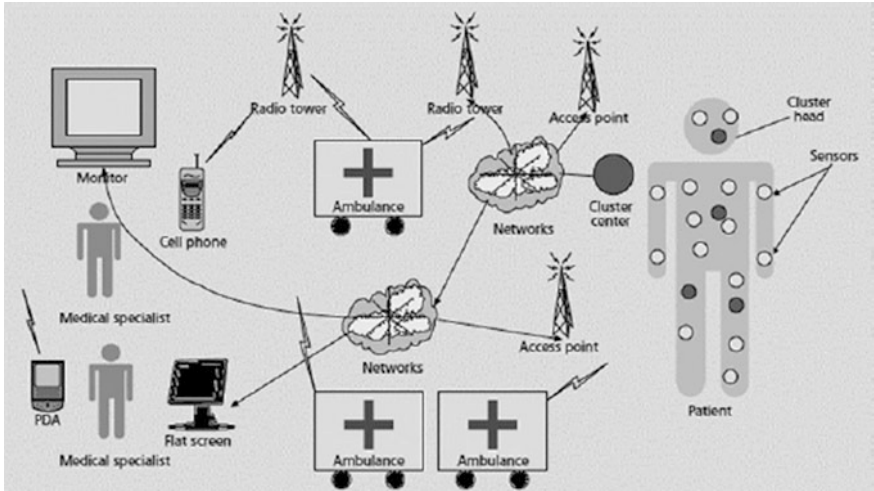 Radio tower
Radio tower
Access point
Cluster
head
Sensors
Monitor
Cell phone
Ambulance
Networks
Cluster
center
Medical specialist
Networks
Access point
Patient
PDA
Flat screen
Medical specialist
Ambulance
Ambulance